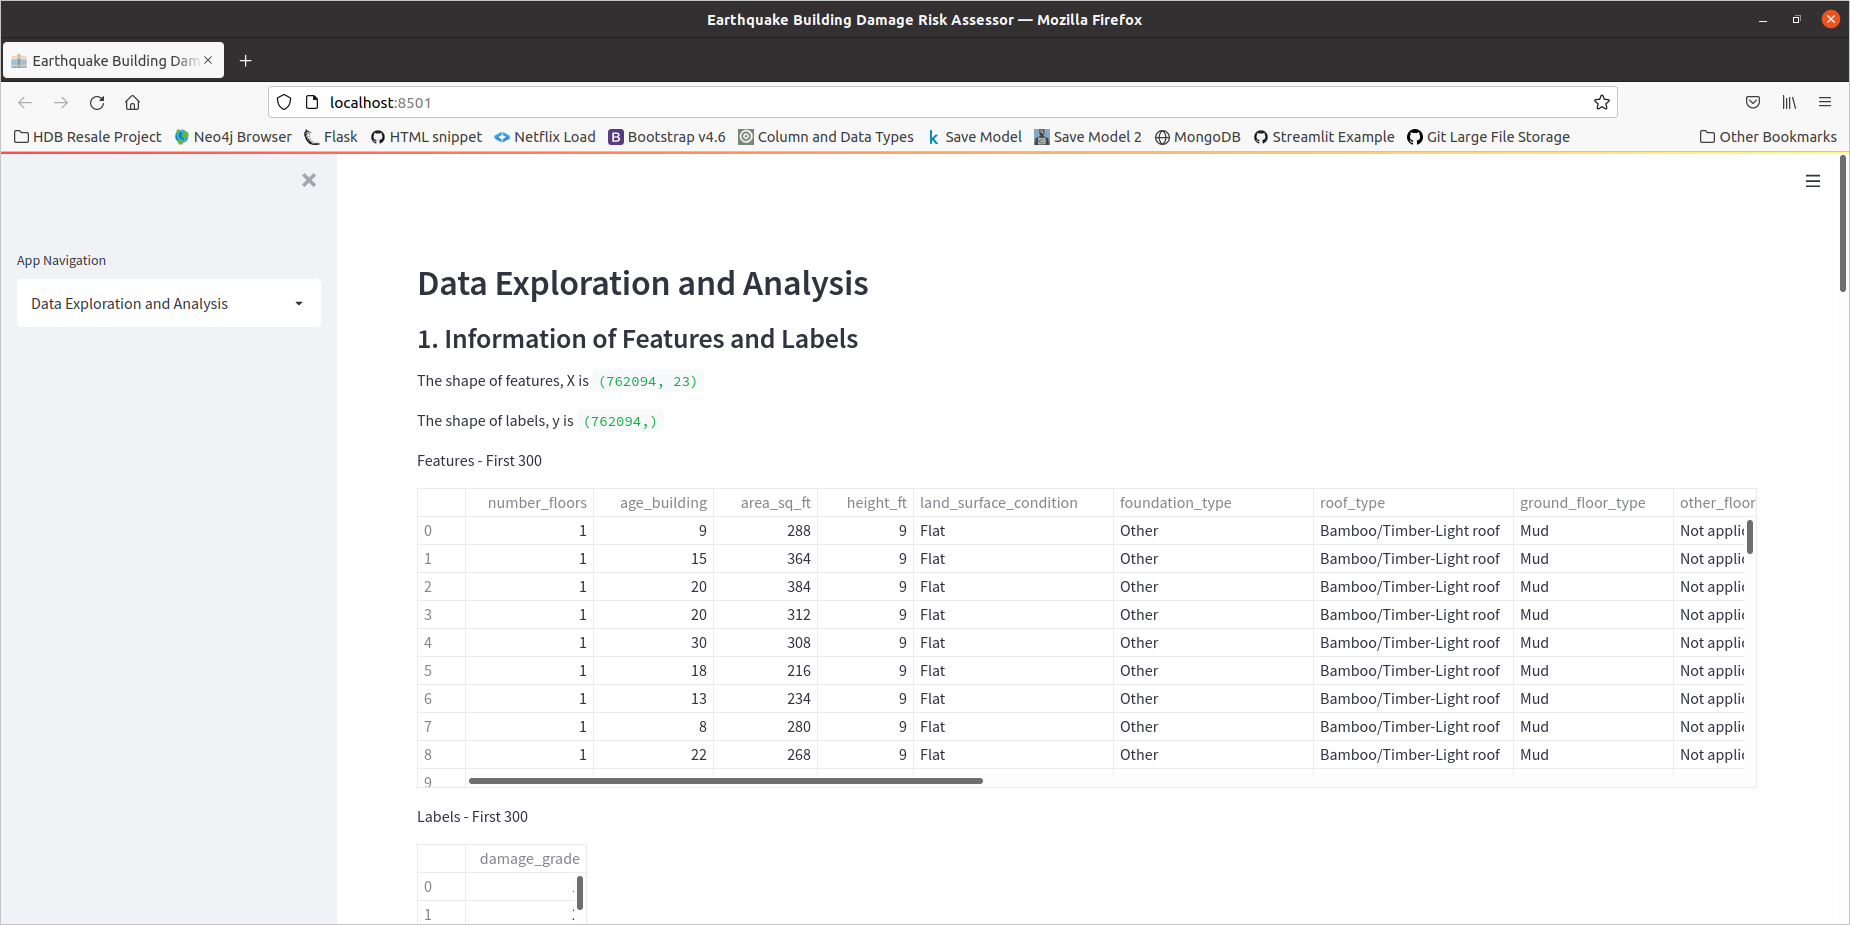 Earthquake Building Damage Risk Assessor — Mozilla Firefox
Earthquake Building Dam
localhost:8501
HDB Resale Project Neo4j Browser Flask HTML snippet Netflix Load Bootstrap v4.6 Column and Data Types Save Model Save Model 2 MongoDB Streamlit Example Git Large File Storage Other Bookmarks
App Navigation
Data Exploration and Analysis
Data Exploration and Analysis
1. Information of Features and Labels
The shape of features, X is (762094, 23)
The shape of labels, y is (762094,)
Features - First 300
number_floors age_building area_sq_ft height_ft land_surface_condition foundation_type roof_type ground_floor_type other_floor
0 1 9 288 9 Flat Other Bamboo/Timber-Light roof Mud Not applic
1 1 15 364 9 Flat Other Bamboo/Timber-Light roof Mud Not applic
2 1 20 384 9 Flat Other Bamboo/Timber-Light roof Mud Not applic
3 1 20 312 9 Flat Other Bamboo/Timber-Light roof Mud Not applic
4 1 30 308 9 Flat Other Bamboo/Timber-Light roof Mud Not applic
5 1 18 216 9 Flat Other Bamboo/Timber-Light roof Mud Not applic
6 1 13 234 9 Flat Other Bamboo/Timber-Light roof Mud Not applic
7 1 8 280 9 Flat Other Bamboo/Timber-Light roof Mud Not applic
8 1 22 268 9 Flat Other Bamboo/Timber-Light roof Mud Not applic
9
Labels - First 300
damage_grade
0
1